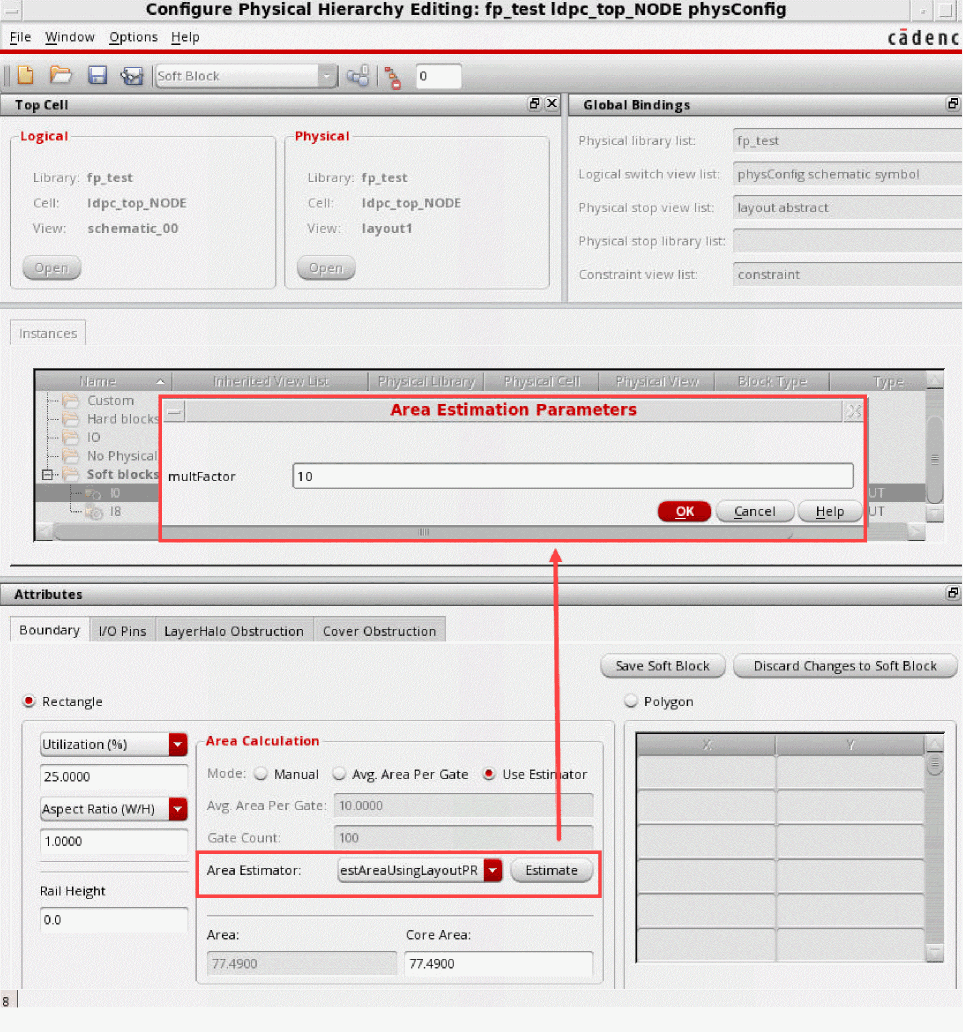 Configure Physical Hierarchy Editing: fp_test ldpc_top_NODE physConfig
File Window Options Help
cādenc
Soft Block 0
Top Cell
Global Bindings
Logical
Library: fp_test
Cell: ldpc_top_NODE
View: schematic_00
Open
Physical
Library: fp_test
Cell: ldpc_top_NODE
View: layout1
Open
Physical library list: fp_test
Logical switch view list: physConfig schematic symbol
Physical stop view list: layout abstract
Physical stop library list:
Constraint view list: constraint
Instances
Name Inherited View List Physical Library Physical Cell Physical View Block Type Type
Custom
Hard blocks
IO
No Physical
Soft blocks
I0 UT
I8 UT
Area Estimation Parameters
multFactor 10
OK Cancel Help
Attributes
Boundary I/O Pins LayerHalo Obstruction Cover Obstruction
Save Soft Block Discard Changes to Soft Block
Rectangle
Polygon
Utilization (%)
25.0000
Aspect Ratio (W/H)
1.0000
Rail Height
0.0
Area Calculation
Mode: Manual Avg. Area Per Gate Use Estimator
Avg. Area Per Gate: 10.0000
Gate Count: 100
Area Estimator: estAreaUsingLayoutPR Estimate
Area: Core Area:
77.4900 77.4900
X Y
8